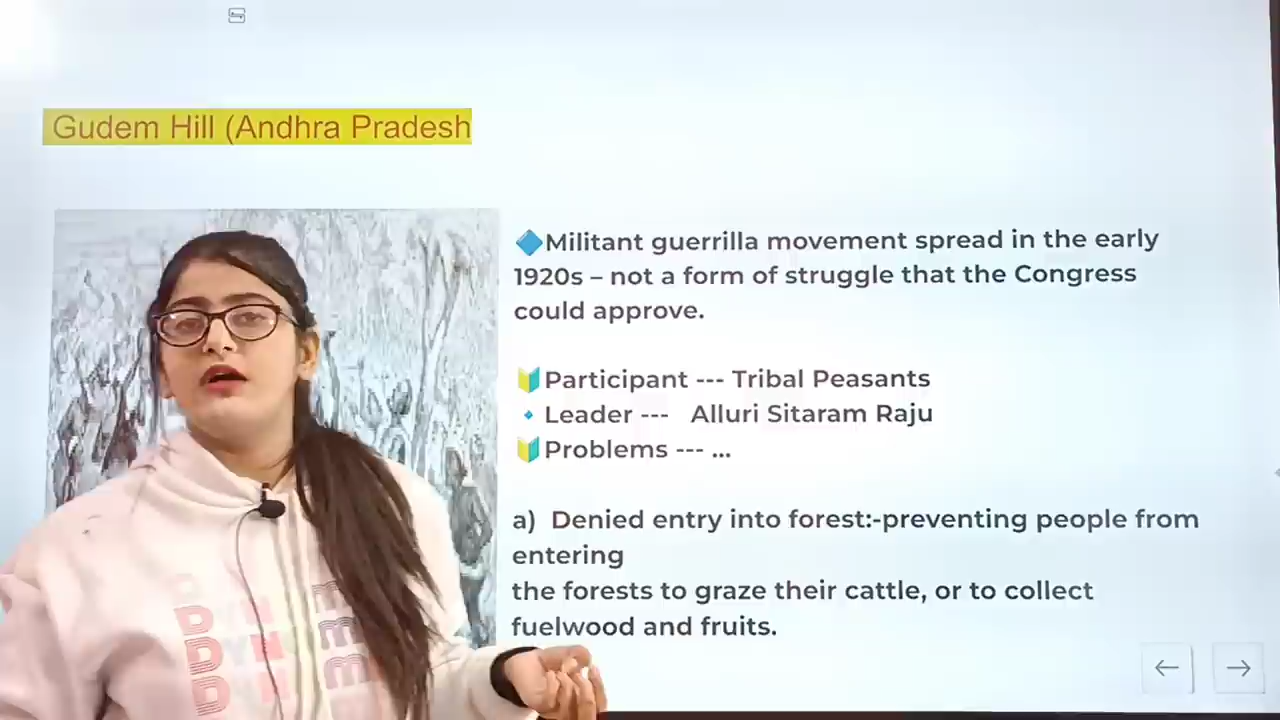 Gudem Hill (Andhra Pradesh
🔷Militant guerrilla movement spread in the early
1920s – not a form of struggle that the Congress
could approve.
🔰Participant --- Tribal Peasants
🔹Leader --- Alluri Sitaram Raju
🔰Problems --- ...
a) Denied entry into forest:-preventing people from
entering
the forests to graze their cattle, or to collect
fuelwood and fruits.